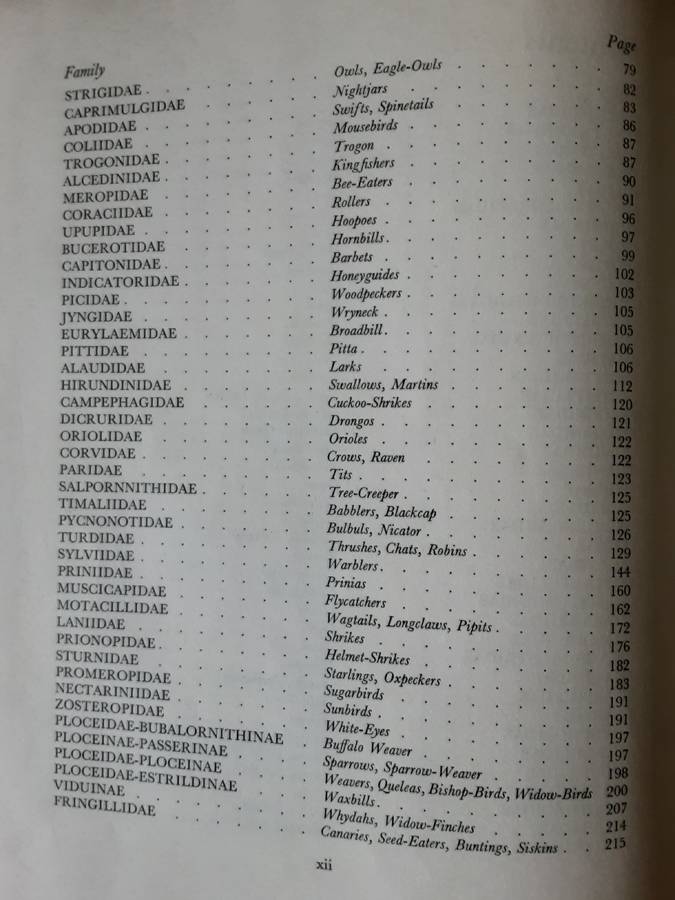 Family Page
STRIGIDAE . . . . . . . . Owls, Eagle-Owls . . . . . . . 79
CAPRIMULGIDAE . . . . . . Nightjars . . . . . . . . . 82
APODIDAE . . . . . . . . Swifts, Spinetails . . . . . . . 83
COLIIDAE . . . . . . . . Mousebirds . . . . . . . . . 86
TROGONIDAE . . . . . . . Trogon . . . . . . . . . . 87
ALCEDINIDAE . . . . . . . Kingfishers . . . . . . . . . 87
MEROPIDAE . . . . . . . Bee-Eaters . . . . . . . . . 90
CORACIIDAE . . . . . . . Rollers . . . . . . . . . . 91
UPUPIDAE . . . . . . . . Hoopoes . . . . . . . . . . 96
BUCEROTIDAE . . . . . . . Hornbills . . . . . . . . . . 97
CAPITONIDAE . . . . . . . Barbets . . . . . . . . . . 99
INDICATORIDAE . . . . . . Honeyguides . . . . . . . . . 102
PICIDAE . . . . . . . . . Woodpeckers . . . . . . . . . 103
JYNGIDAE . . . . . . . . Wryneck . . . . . . . . . . 105
EURYLAEMIDAE . . . . . . Broadbill . . . . . . . . . . 105
PITTIDAE . . . . . . . . Pitta . . . . . . . . . . . 106
ALAUDIDAE . . . . . . . Larks . . . . . . . . . . . 106
HIRUNDINIDAE . . . . . . Swallows, Martins . . . . . . . 112
CAMPEPHAGIDAE . . . . . Cuckoo-Shrikes . . . . . . . . 120
DICRURIDAE . . . . . . . Drongos . . . . . . . . . . 121
ORIOLIDAE . . . . . . . Orioles . . . . . . . . . . 122
CORVIDAE . . . . . . . . Crows, Raven . . . . . . . . 122
PARIDAE . . . . . . . . Tits . . . . . . . . . . . 123
SALPORNNITHIDAE . . . . . Tree-Creeper . . . . . . . . . 125
TIMALIIDAE . . . . . . . Babblers, Blackcap . . . . . . . 125
PYCNONOTIDAE . . . . . . Bulbuls, Nicator . . . . . . . . 126
TURDIDAE . . . . . . . . Thrushes, Chats, Robins . . . . . . 129
SYLVIIDAE . . . . . . . . Warblers . . . . . . . . . . 144
PRINIIDAE . . . . . . . . Prinias . . . . . . . . . . 160
MUSCICAPIDAE . . . . . . Flycatchers . . . . . . . . . 162
MOTACILLIDAE . . . . . . Wagtails, Longclaws, Pipits . . . . . 172
LANIIDAE . . . . . . . . Shrikes . . . . . . . . . . 176
PRIONOPIDAE . . . . . . . Helmet-Shrikes . . . . . . . . 182
STURNIDAE . . . . . . . Starlings, Oxpeckers . . . . . . . 183
PROMEROPIDAE . . . . . . Sugarbirds . . . . . . . . . 191
NECTARINIIDAE . . . . . . Sunbirds . . . . . . . . . . 191
ZOSTEROPIDAE . . . . . . White-Eyes . . . . . . . . . 197
PLOCEIDAE-BUBALORNITHINAE . Buffalo Weaver . . . . . . . . 197
PLOCEINAE-PASSERINAE . . . . Sparrows, Sparrow-Weaver . . . . . 198
PLOCEIDAE-PLOCEINAE . . . . Weavers, Queleas, Bishop-Birds, Widow-Birds 200
PLOCEIDAE-ESTRILDINAE . . . Waxbills . . . . . . . . . . 207
VIDUINAE . . . . . . . . Whydahs, Widow-Finches . . . . . . 214
FRINGILLIDAE . . . . . . Canaries, Seed-Eaters, Buntings, Siskins . . 215
xii